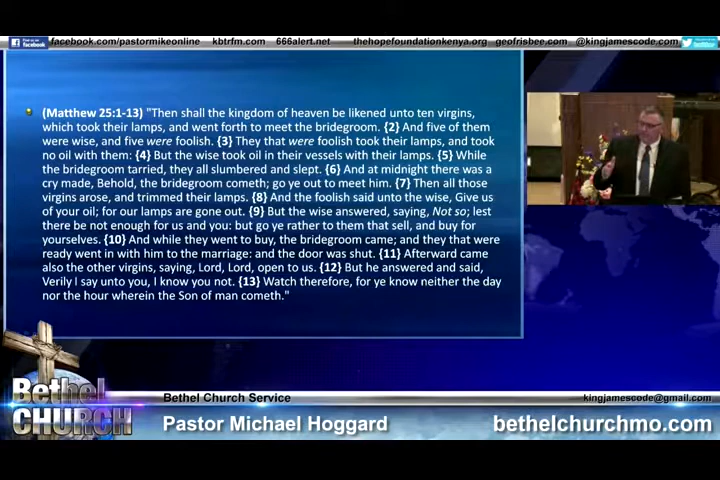 Find us on facebook facebook.com/pastormikeonline kbtrfm.com 666alert.net thehopefoundationkenya.org geofrisbee.com @kingjamescode.com twitter
(Matthew 25:1-13) "Then shall the kingdom of heaven be likened unto ten virgins,
which took their lamps, and went forth to meet the bridegroom. {2} And five of them
were wise, and five were foolish. {3} They that were foolish took their lamps, and took
no oil with them: {4} But the wise took oil in their vessels with their lamps. {5} While
the bridegroom tarried, they all slumbered and slept. {6} And at midnight there was a
cry made, Behold, the bridegroom cometh; go ye out to meet him. {7} Then all those
virgins arose, and trimmed their lamps. {8} And the foolish said unto the wise, Give us
of your oil; for our lamps are gone out. {9} But the wise answered, saying, Not so; lest
there be not enough for us and you: but go ye rather to them that sell, and buy for
yourselves. {10} And while they went to buy, the bridegroom came; and they that were
ready went in with him to the marriage: and the door was shut. {11} Afterward came
also the other virgins, saying, Lord, Lord, open to us. {12} But he answered and said,
Verily I say unto you, I know you not. {13} Watch therefore, for ye know neither the day
nor the hour wherein the Son of man cometh."
Bethel
CHURCH
Bethel Church Service kingjamescode@gmail.com
Pastor Michael Hoggard bethelchurchmo.com